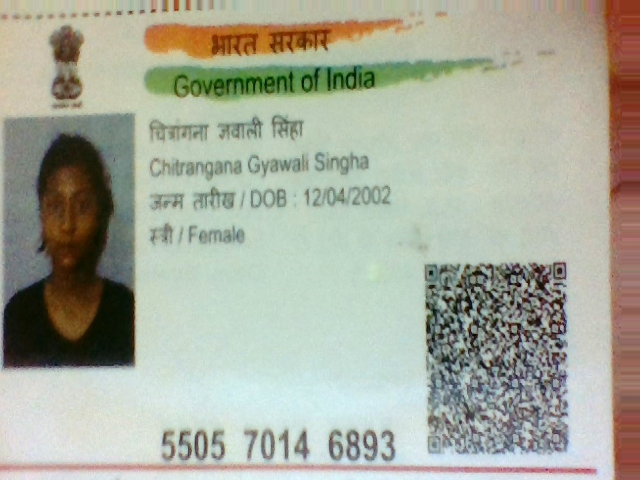 भारत सरकार
Government of India
चित्रांगना ज्ञवाली सिंहा
Chitrangana Gyawali Singha
जन्म तारीख / DOB : 12/04/2002
स्त्री / Female
5505 7014 6893